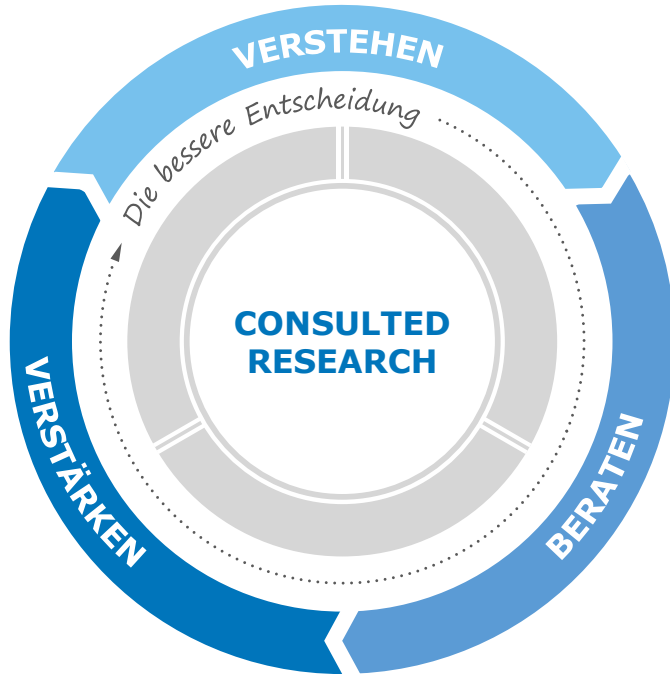 VERSTEHEN
Die bessere Entscheidung
CONSULTED
RESEARCH
VERSTÄRKEN
BERATEN